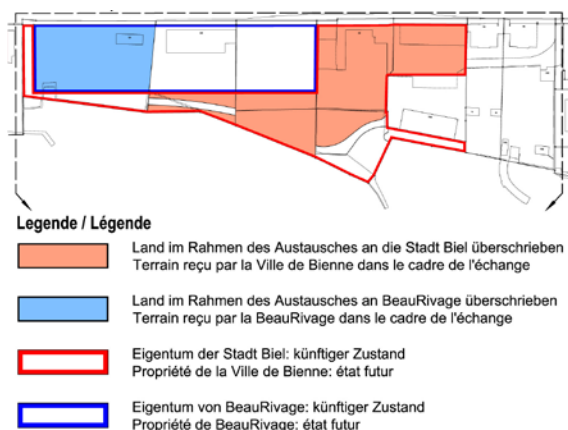 Legende / Légende
Land im Rahmen des Austausches an die Stadt Biel überschrieben
Terrain reçu par la Ville de Bienne dans le cadre de l'échange
Land im Rahmen des Austausches an BeauRivage überschrieben
Terrain reçu par la BeauRivage dans le cadre de l'échange
Eigentum der Stadt Biel: künftiger Zustand
Propriété de la Ville de Bienne: état futur
Eigentum von BeauRivage: künftiger Zustand
Propriété de BeauRivage: état futur